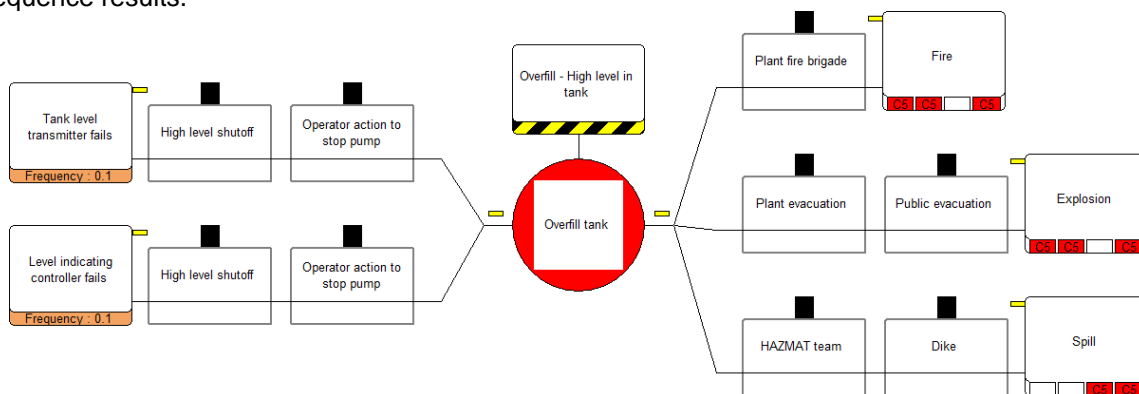 equence results.
Plant fire brigade
Fire
C5 C5 C5
Overfill - High level in
tank
Tank level
transmitter fails
Frequency : 0.1
High level shutoff
Operator action to
stop pump
Plant evacuation
Public evacuation
Explosion
C5 C5 C5
Overfill tank
Level indicating
controller fails
Frequency : 0.1
High level shutoff
Operator action to
stop pump
HAZMAT team
Dike
Spill
C5 C5